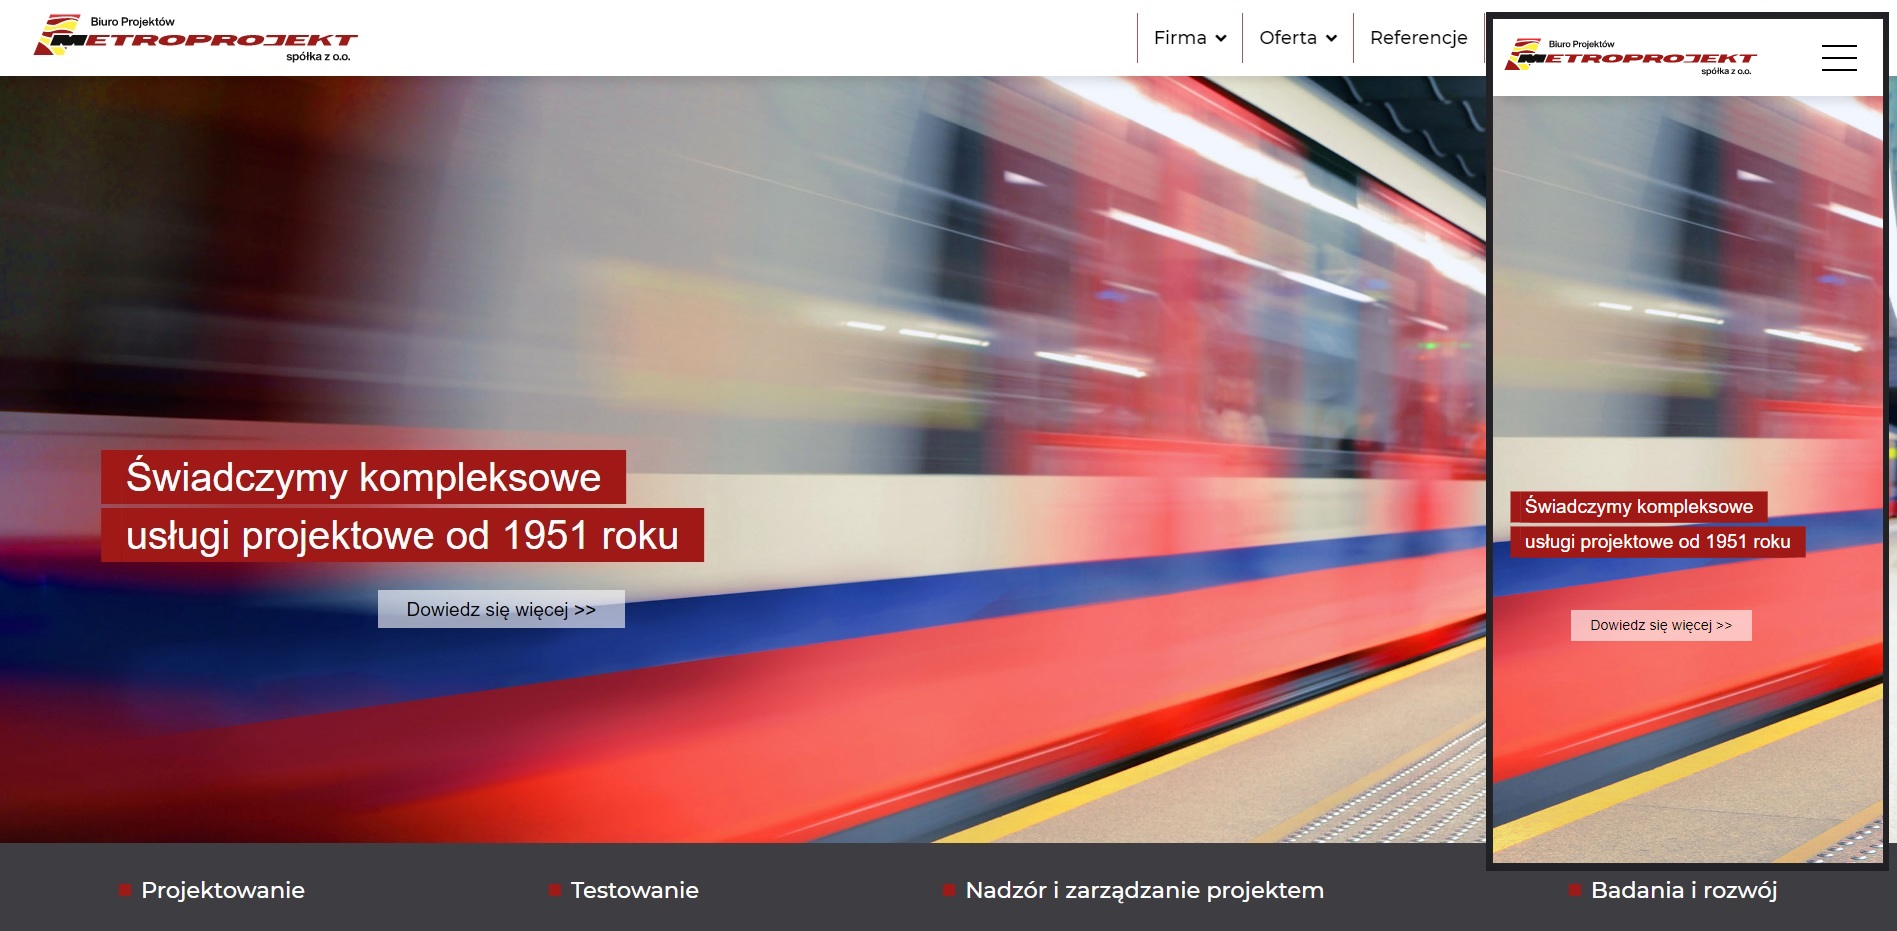 Biuro Projektów
METROPROJEKT
spółka z o.o.
Firma
Oferta
Referencje
Świadczymy kompleksowe
usługi projektowe od 1951 roku
Dowiedz się więcej >>
Biuro Projektów
METROPROJEKT
spółka z o.o.
Świadczymy kompleksowe
usługi projektowe od 1951 roku
Dowiedz się więcej >>
Projektowanie
Testowanie
Nadzór i zarządzanie projektem
Badania i rozwój